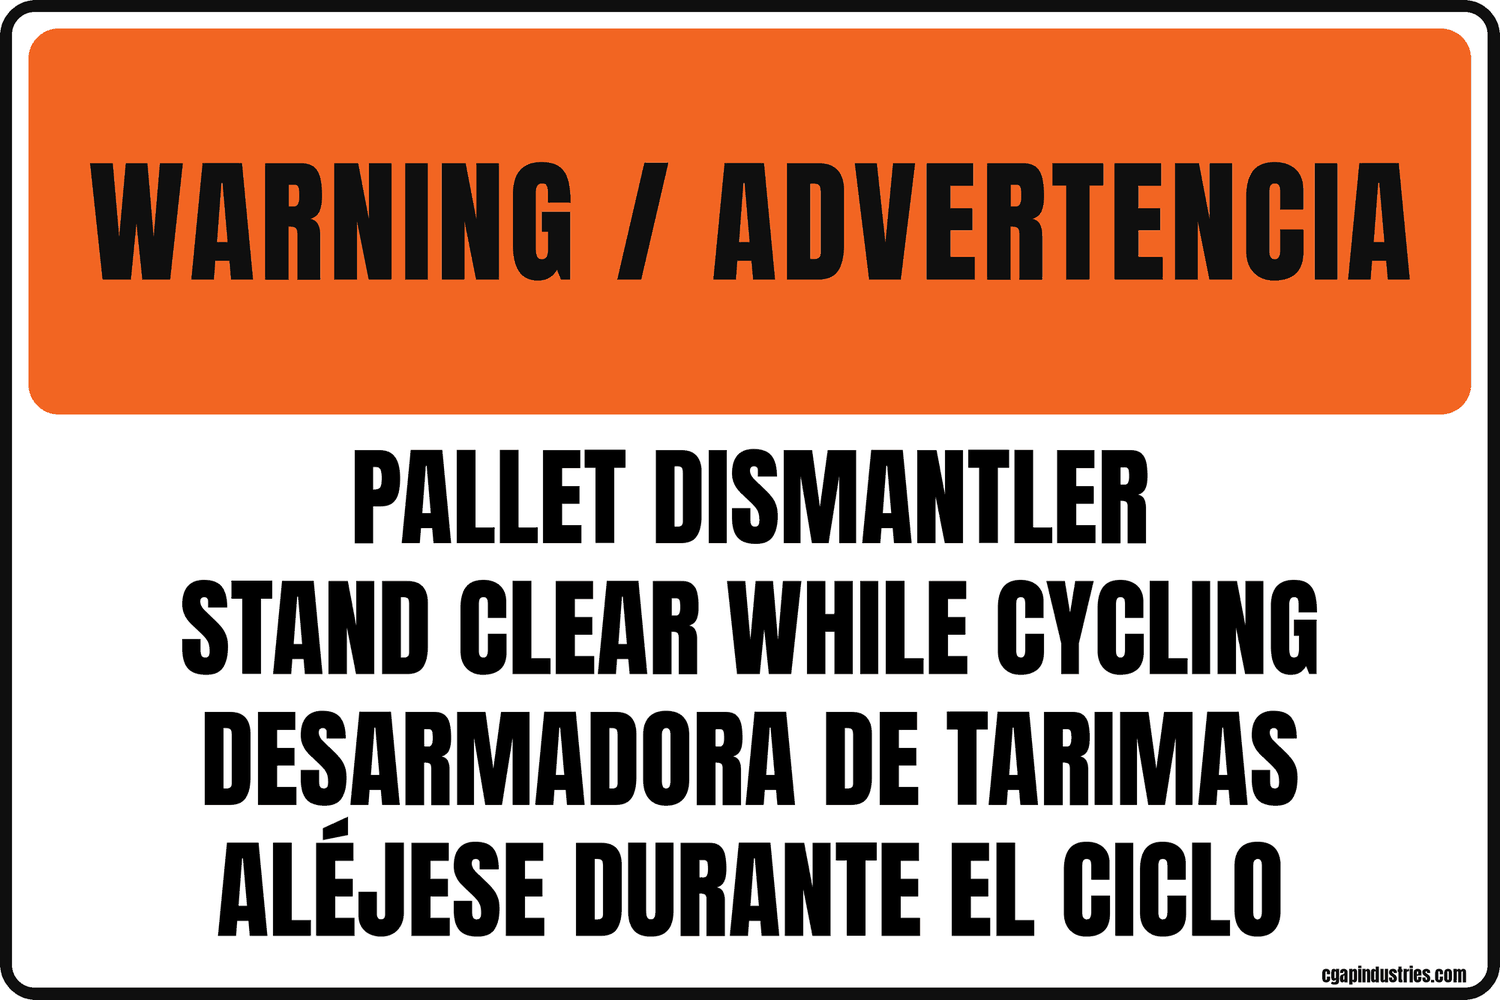 WARNING / ADVERTENCIA
PALLET DISMANTLER
STAND CLEAR WHILE CYCLING
DESARMADORA DE TARIMAS
ALÉJESE DURANTE EL CICLO
cgapindustries.com